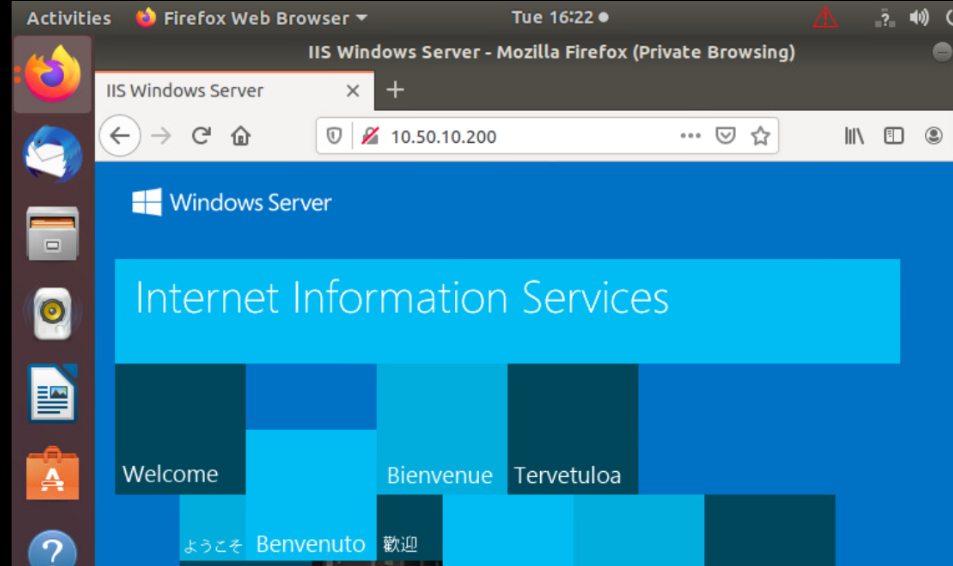 Activities Firefox Web Browser Tue 16:22
IIS Windows Server - Mozilla Firefox (Private Browsing)
IIS Windows Server
10.50.10.200
Windows Server
Internet Information Services
Welcome
Bienvenue
Tervetuloa
ようこそ
Benvenuto
歡迎